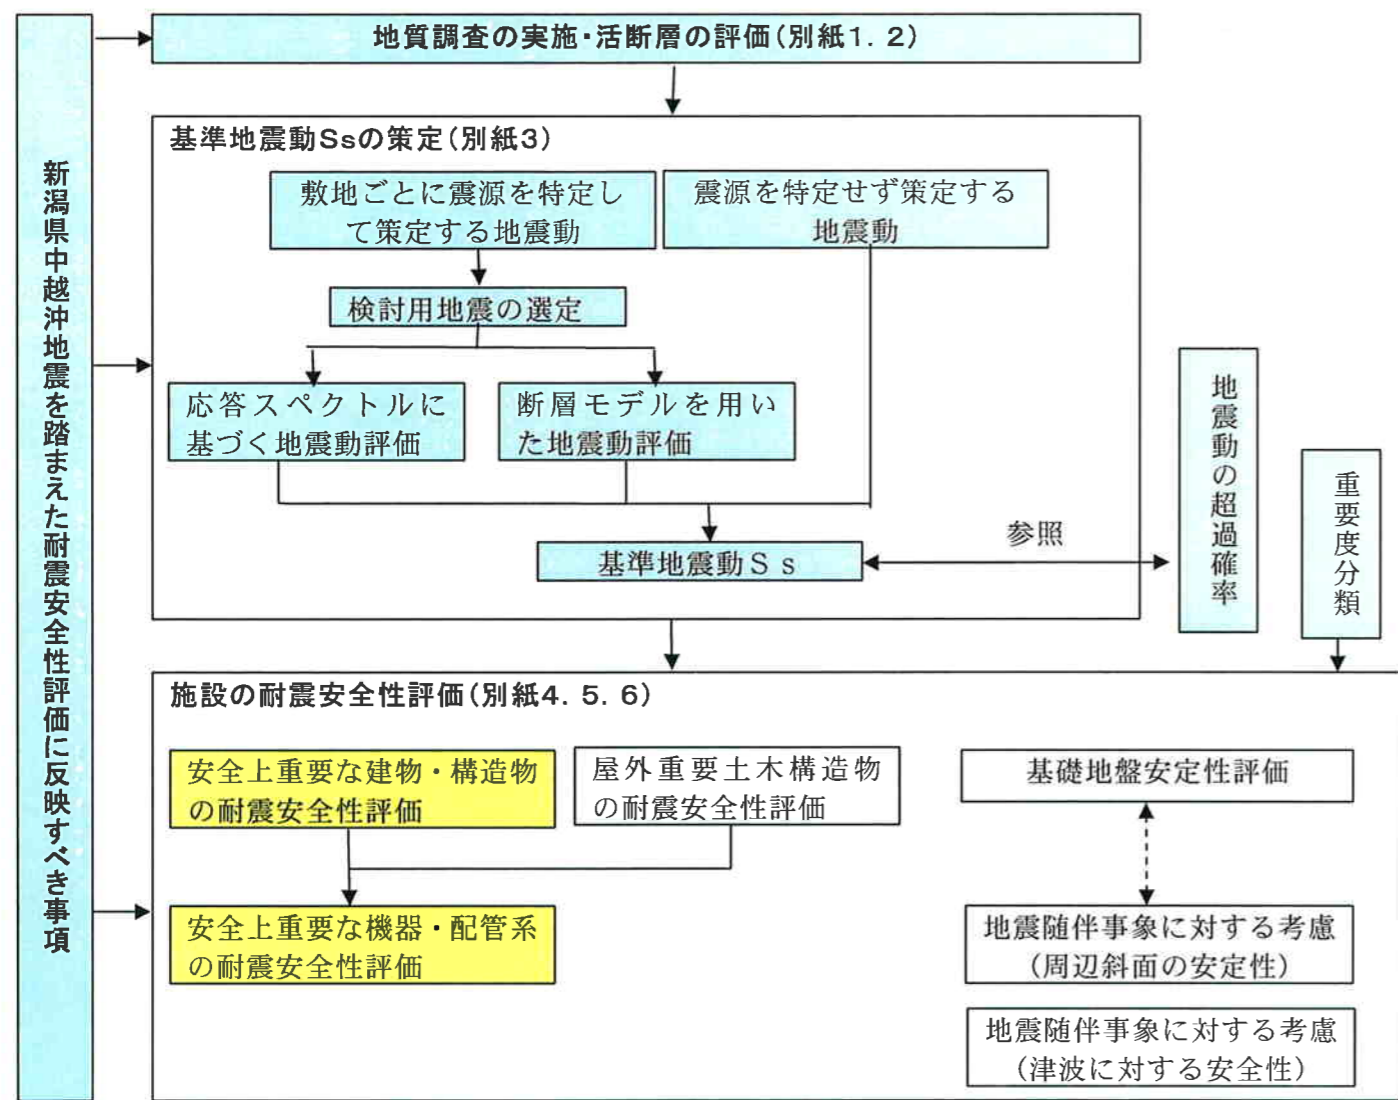 新潟県中越沖地震を踏まえた耐震安全性評価に反映すべき事項
地質調査の実施・活断層の評価(別紙1.2)
基準地震動Ssの策定(別紙3)
敷地ごとに震源を特定し
て策定する地震動
震源を特定せず策定する
地震動
検討用地震の選定
応答スペクトルに
基づく地震動評価
断層モデルを用い
た地震動評価
基準地震動Ss
参照
地震動の超過確率
重要度分類
施設の耐震安全性評価(別紙4.5.6)
安全上重要な建物・構造物
の耐震安全性評価
屋外重要土木構造物
の耐震安全性評価
基礎地盤安定性評価
安全上重要な機器・配管系
の耐震安全性評価
地震随伴事象に対する考慮
(周辺斜面の安定性)
地震随伴事象に対する考慮
(津波に対する安全性)